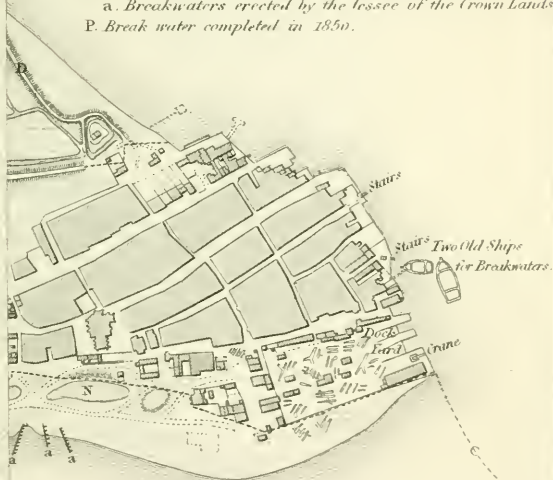 a. Breakwaters erected by the lessee of the Crown Lands
P. Break water completed in 1850.
D
Stairs
Stairs Two Old Ships
for Breakwaters.
Dock
Yard Crane
N
a a a